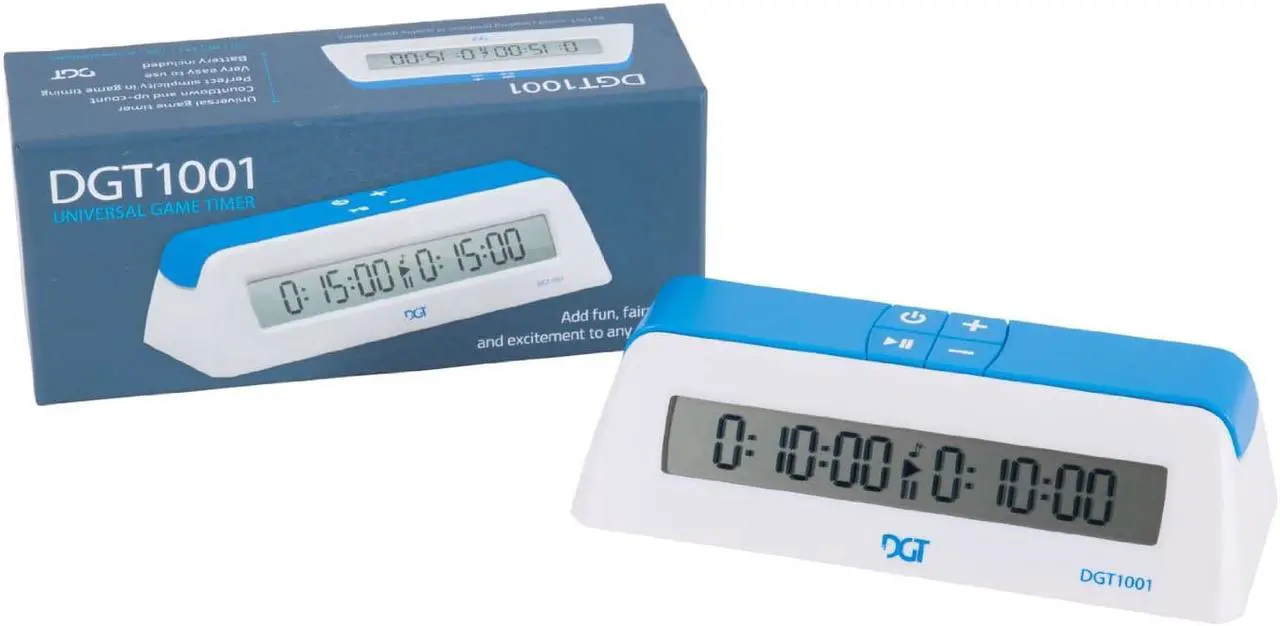 0: 15:00 0: 15:00
DGT1001
DGT
Universal game timer
Countdown and up-count
Perfect simplicity in game timing
Very easy to use
Battery included
DGT1001
UNIVERSAL GAME TIMER
0: 15:00 0: 15:00
DGT
Add fun, fair
and excitement to any
0: 10:00 0: 10:00
DGT
DGT1001